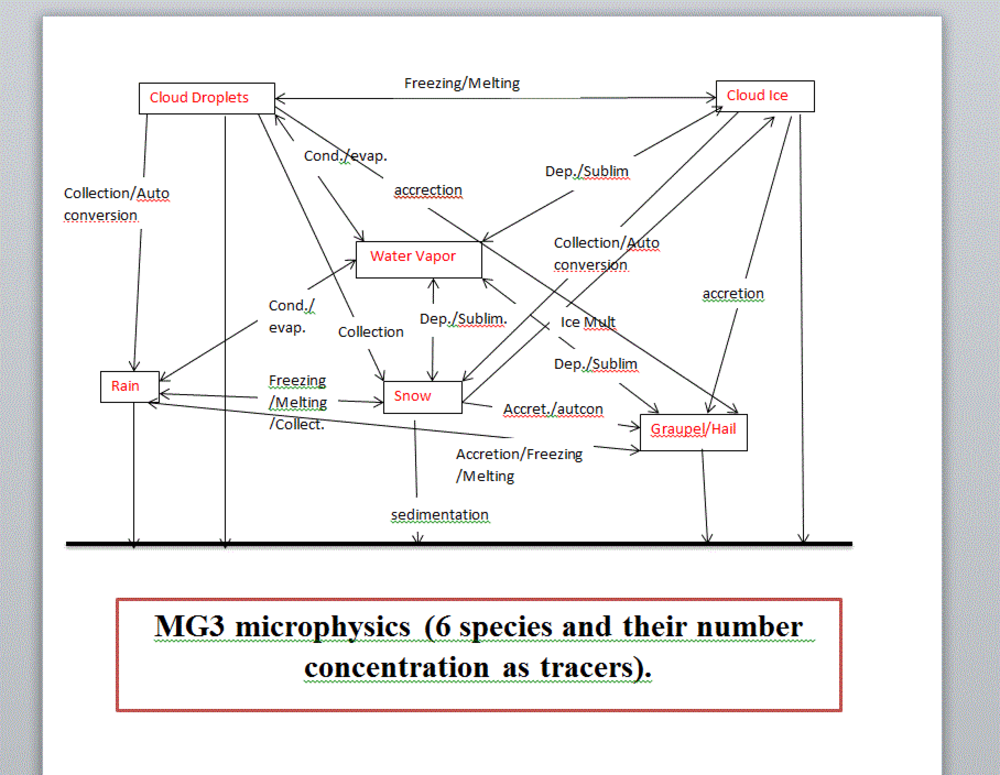 Freezing/Melting
Cloud Droplets
Cloud Ice
Cond./evap.
Dep./Sublim
accrection
Collection/Auto
conversion
Collection/Auto
conversion
Water Vapor
accretion
Cond./
evap.
Collection
Dep./Sublim.
Ice Mult
Dep./Sublim
Rain
Freezing
/Melting
/Collect.
Snow
Accret./autcon
Graupel/Hail
Accretion/Freezing
/Melting
sedimentation
MG3 microphysics (6 species and their number
concentration as tracers).